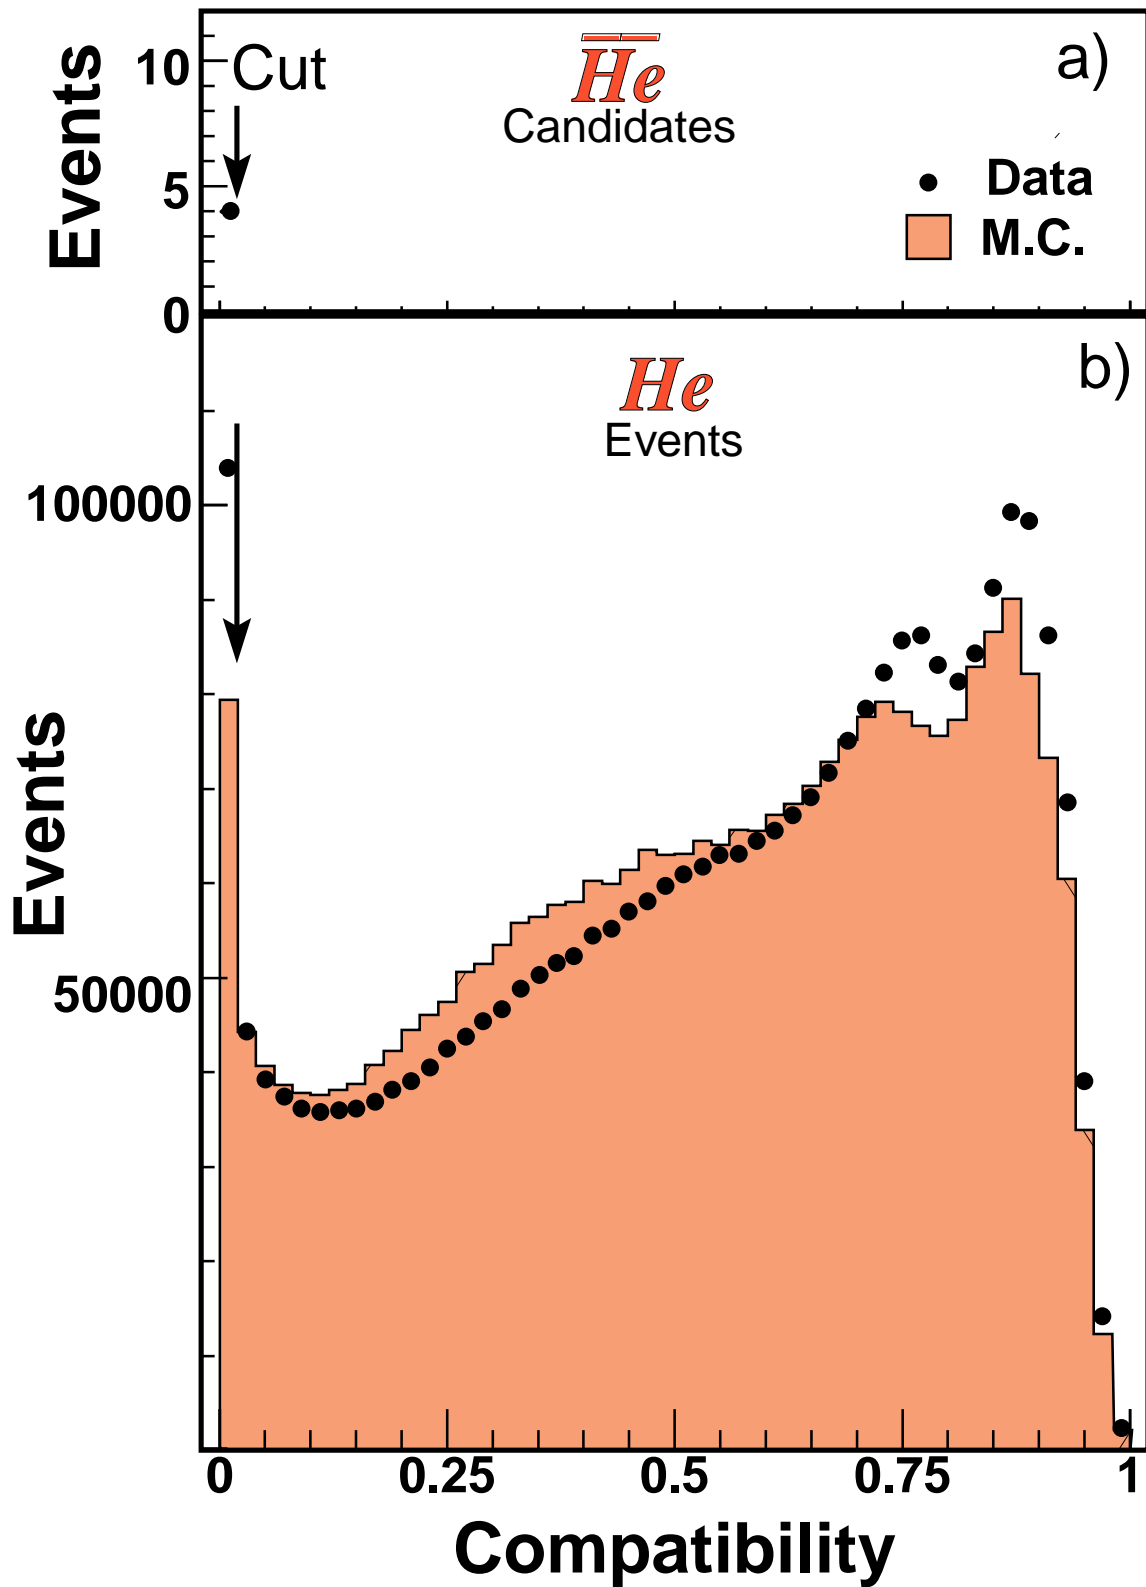 Events
10
5
0
Cut
He
Candidates
a)
Data
M.C.
He
Events
b)
Events
100000
50000
0 0.25 0.5 0.75 1
Compatibility